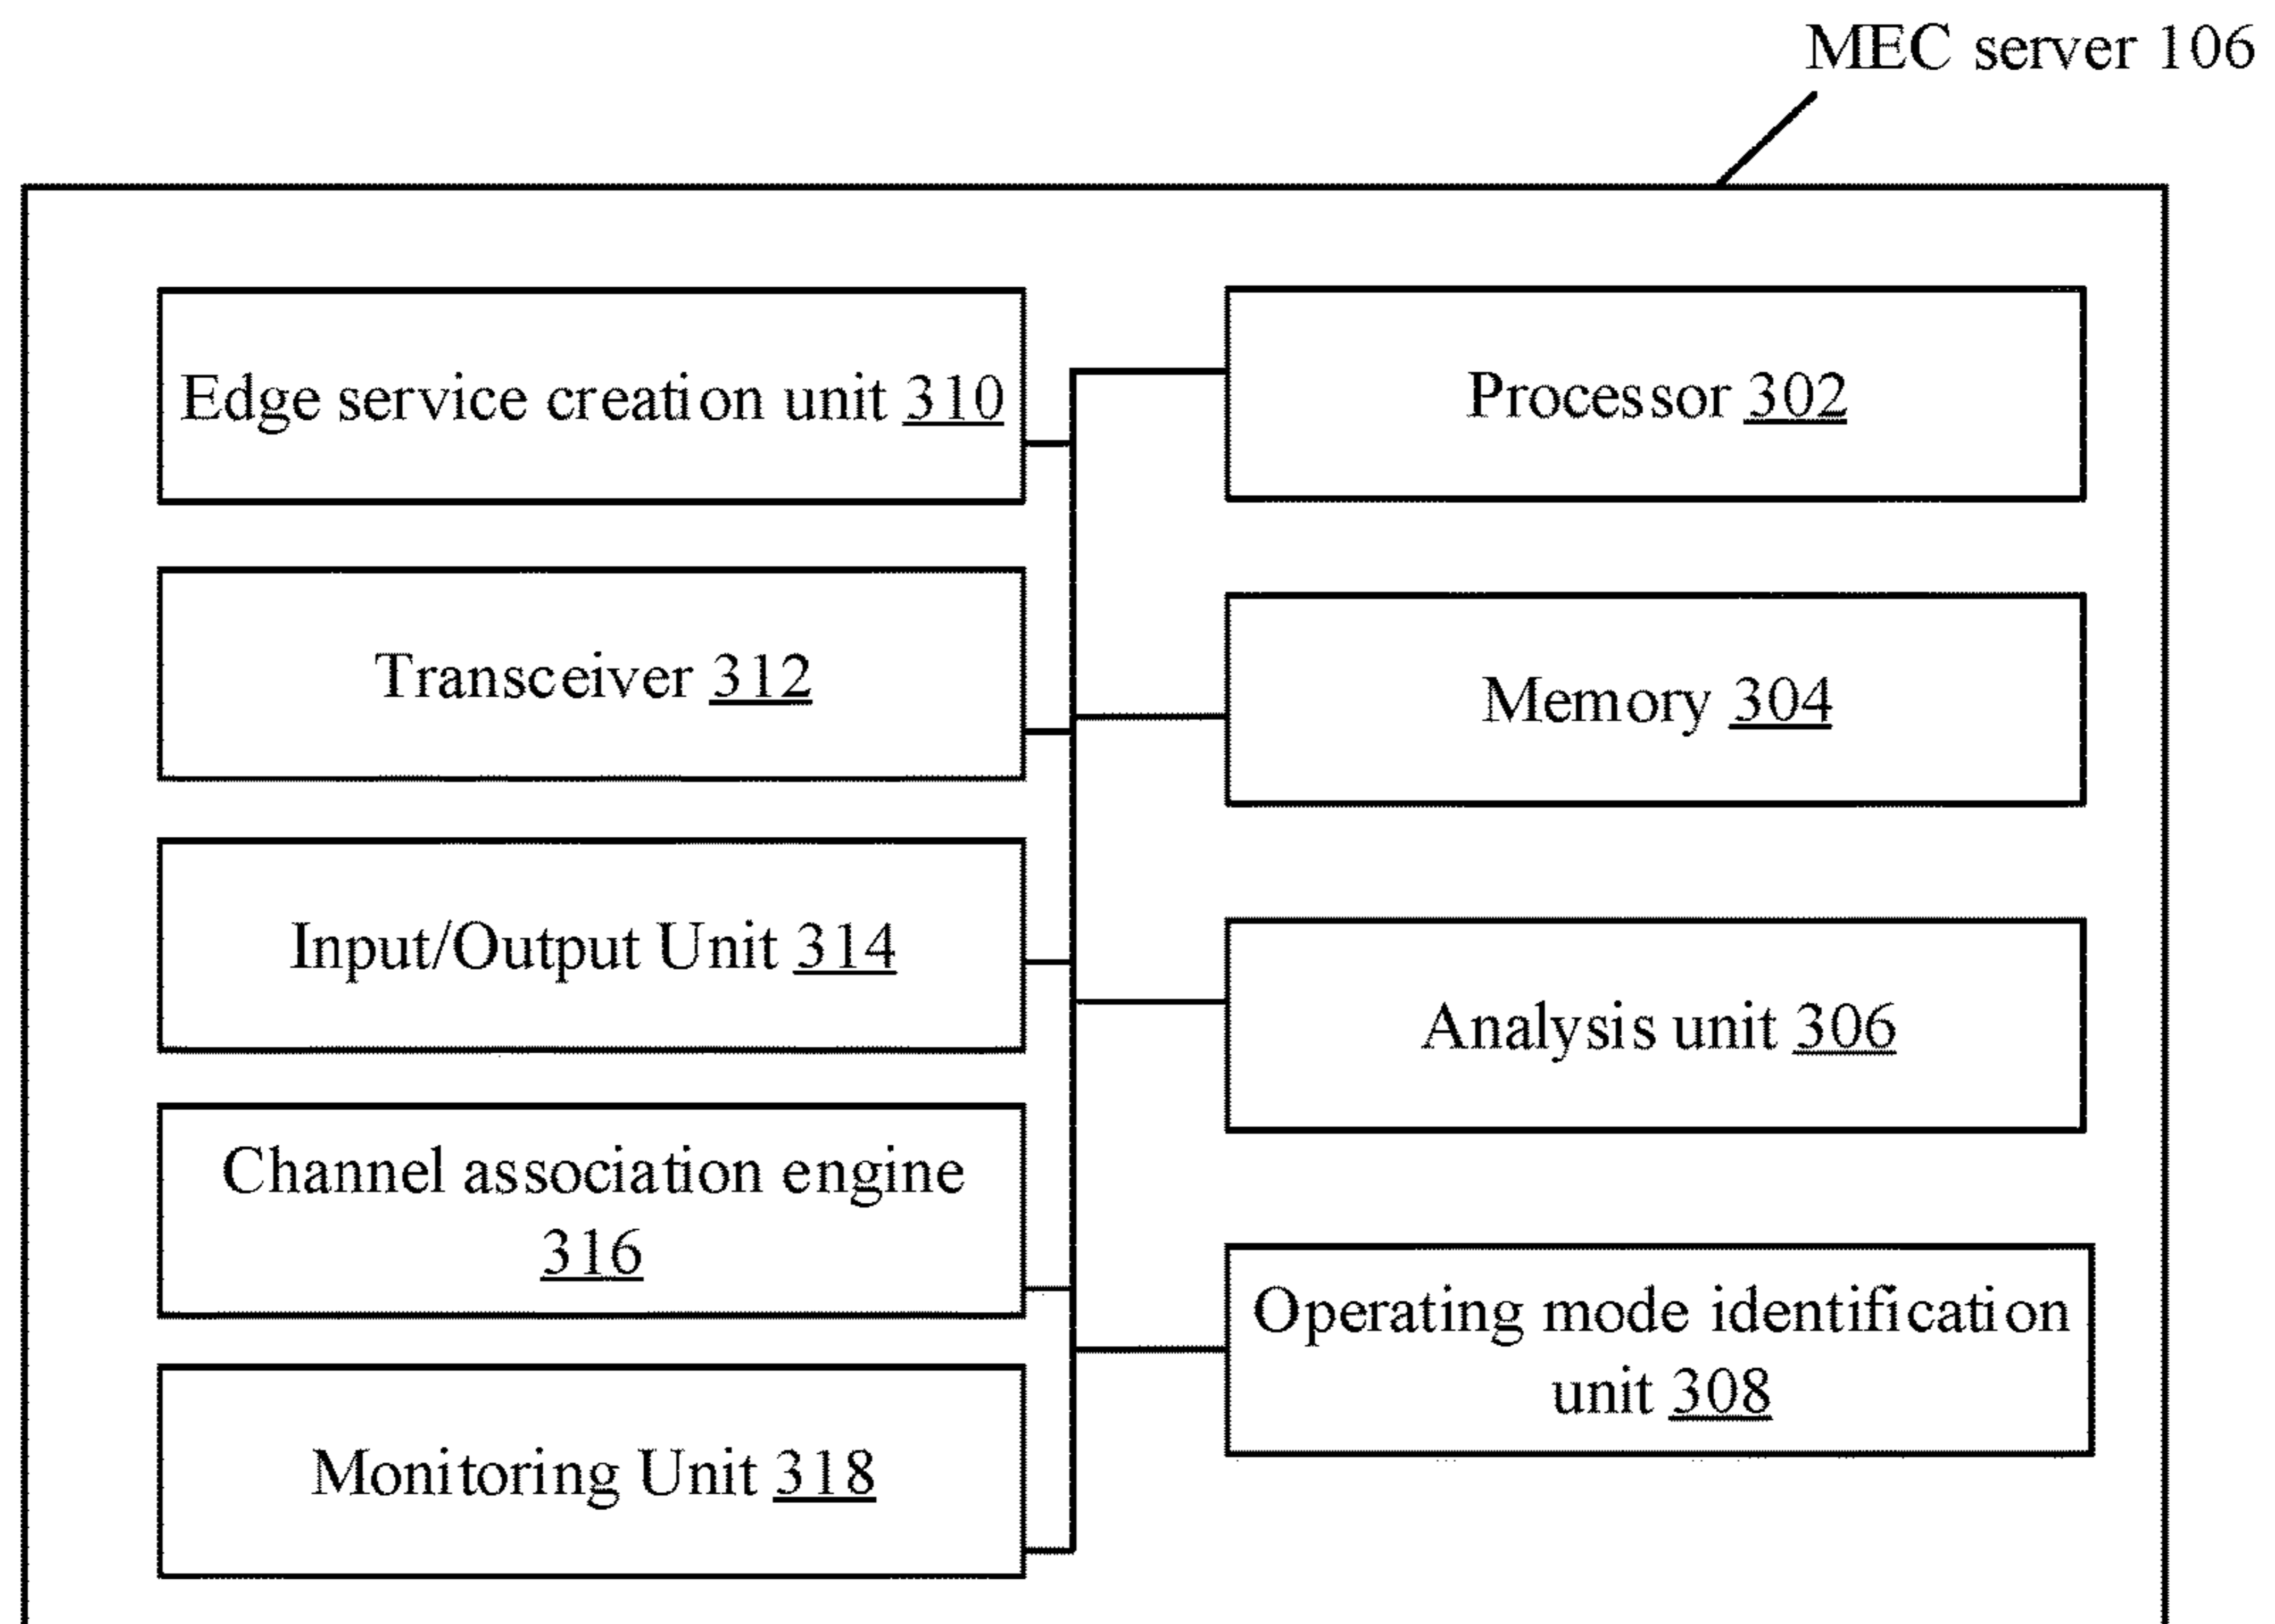 MEC server 106
Edge service creation unit 310
Transceiver 312
Input/Output Unit 314
Channel association engine
316
Monitoring Unit 318
Processor 302
Memory 304
Analysis unit 306
Operating mode identification
unit 308